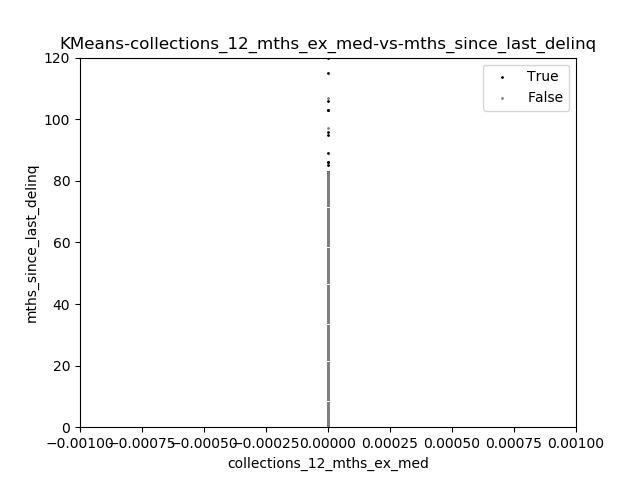 KMeans-collections_12_mths_ex_med-vs-mths_since_last_delinq
True
False
120
100
80
60
40
20
0
mths_since_last_delinq
−0.00100 −0.00075 −0.00050 −0.00025 0.00000 0.00025 0.00050 0.00075 0.00100
collections_12_mths_ex_med